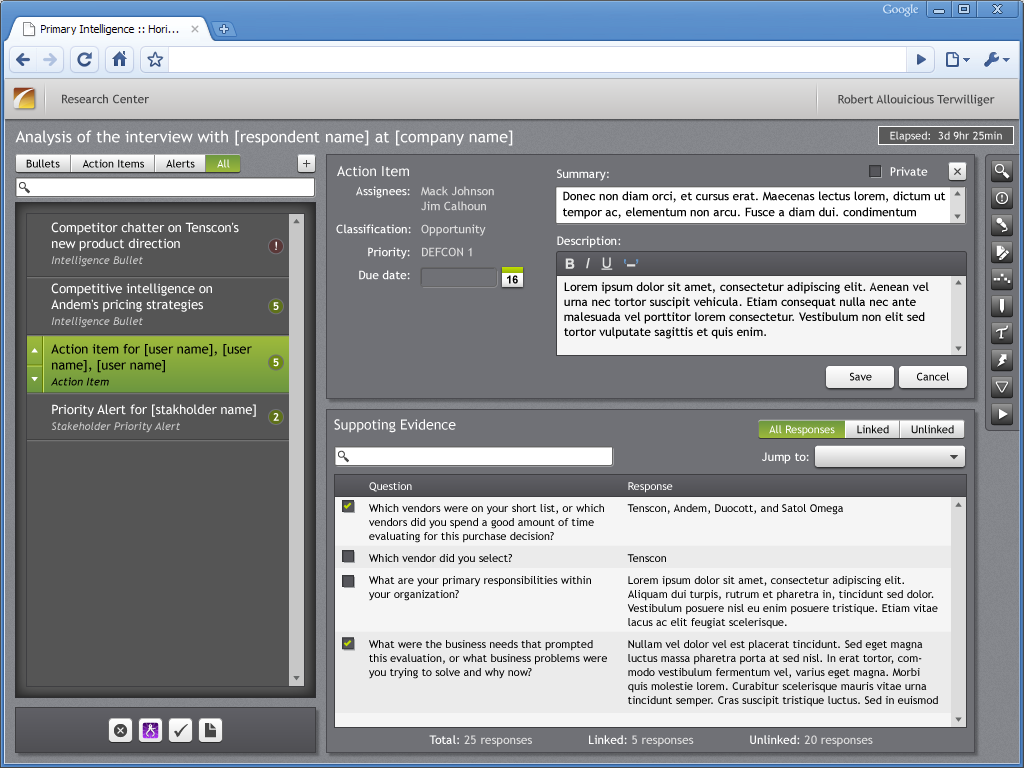 Google
Primary Intelligence :: Hori...
Research Center
Robert Allouicious Terwilliger
Analysis of the interview with [respondent name] at [company name]
Elapsed: 3d 9hr 25min
Bullets
Action Items
Alerts
All
+
Competitor chatter on Tenscon's
new product direction
Intelligence Bullet
!
Competitive intelligence on
Andem's pricing strategies
Intelligence Bullet
5
Action item for [user name], [user
name], [user name]
Action Item
5
Priority Alert for [stakholder name]
Stakeholder Priority Alert
2
Action Item
Assignees: Mack Johnson
Jim Calhoun
Classification: Opportunity
Priority: DEFCON 1
Due date:
16
Summary:
Private
Donec non diam orci, et cursus erat. Maecenas lectus lorem, dictum ut
tempor ac, elementum non arcu. Fusce a diam dui. condimentum
Description:
B I U
Lorem ipsum dolor sit amet, consectetur adipiscing elit. Aenean vel
urna nec tortor suscipit vehicula. Etiam consequat nulla nec ante
malesuada vel porttitor lorem consectetur. Vestibulum non elit sed
tortor vulputate sagittis et quis enim.
Save
Cancel
Suppoting Evidence
All Responses
Linked
Unlinked
Jump to:
Question
Response
Which vendors were on your short list, or which
vendors did you spend a good amount of time
evaluating for this purchase decision?
Tenscon, Andem, Duocott, and Satol Omega
Which vendor did you select?
Tenscon
What are your primary responsibilities within
your organization?
Lorem ipsum dolor sit amet, consectetur adipiscing elit.
Aliquam dui turpis, rutrum et pharetra in, tincidunt sed dolor.
Vestibulum posuere nisl eu enim posuere tristique. Etiam vitae
lacus ac elit feugiat scelerisque.
What were the business needs that prompted
this evaluation, or what business problems were
you trying to solve and why now?
Nullam vel dolor vel est placerat tincidunt. Sed eget magna
luctus massa pharetra porta at sed nisl. In erat tortor, com-
modo vestibulum fermentum vel, varius eget magna. Morbi
quis molestie lorem. Curabitur scelerisque mauris vitae urna
tincidunt semper. Cras suscipit tristique luctus. Sed in euismod
Total: 25 responses
Linked: 5 responses
Unlinked: 20 responses